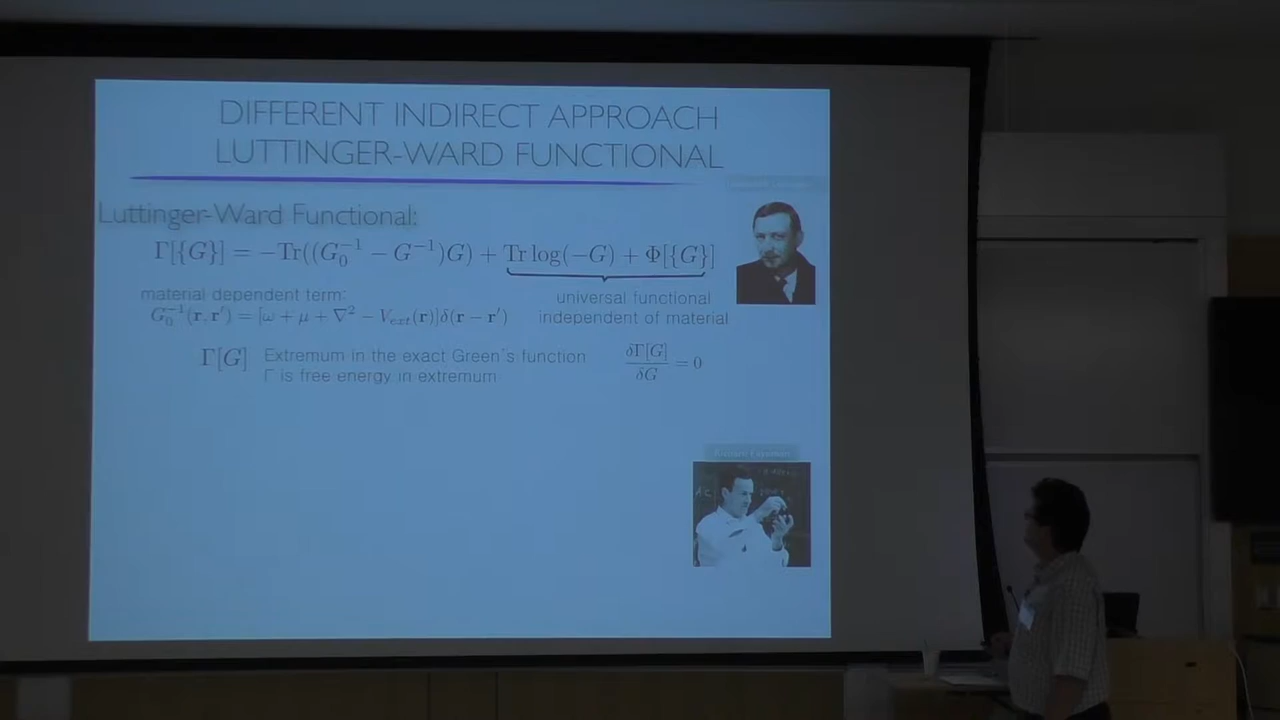 DIFFERENT INDIRECT APPROACH
LUTTINGER-WARD FUNCTIONAL
Luttinger-Ward Functional:
Γ[{G}] = −Tr((G₀⁻¹ − G⁻¹)G) + Tr log(−G) + Φ[{G}]
material dependent term:
G₀⁻¹(r, r′) = [ω + μ + ∇² − V_ext(r)]δ(r − r′)
universal functional
independent of material
Γ[G] Extremum in the exact Green's function
Γ is free energy in extremum
δΓ[G]/δG = 0
Richard Feynman